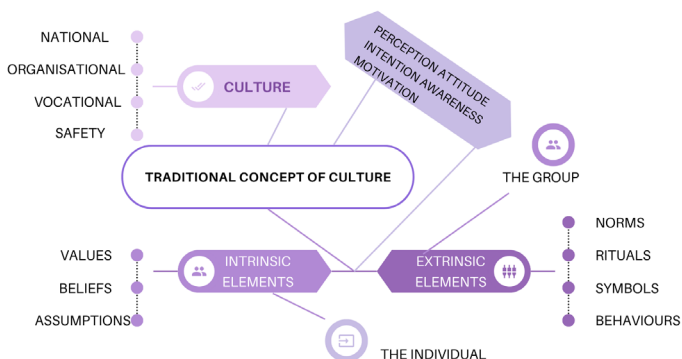 NATIONAL
ORGANISATIONAL
VOCATIONAL
SAFETY
CULTURE
PERCEPTION ATTITUDE
INTENTION AWARENESS
MOTIVATION
THE GROUP
TRADITIONAL CONCEPT OF CULTURE
VALUES
BELIEFS
ASSUMPTIONS
INTRINSIC
ELEMENTS
EXTRINSIC
ELEMENTS
NORMS
RITUALS
SYMBOLS
BEHAVIOURS
THE INDIVIDUAL